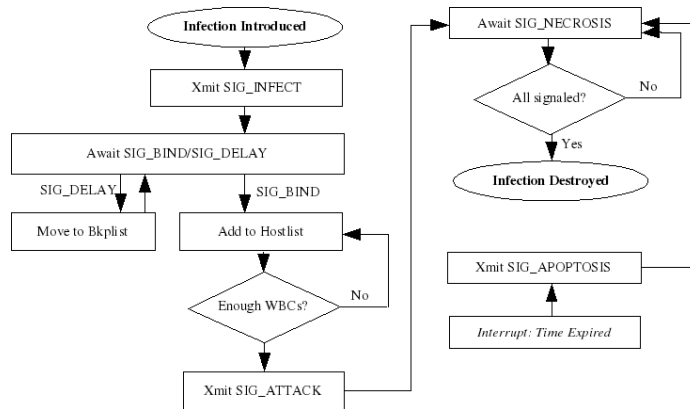 Infection Introduced
Xmit SIG_INFECT
Await SIG_BIND/SIG_DELAY
SIG_DELAY
SIG_BIND
Move to Bkplist
Add to Hostlist
Enough WBCs?
No
Xmit SIG_ATTACK
Await SIG_NECROSIS
All signaled?
No
Yes
Infection Destroyed
Xmit SIG_APOPTOSIS
Interrupt: Time Expired